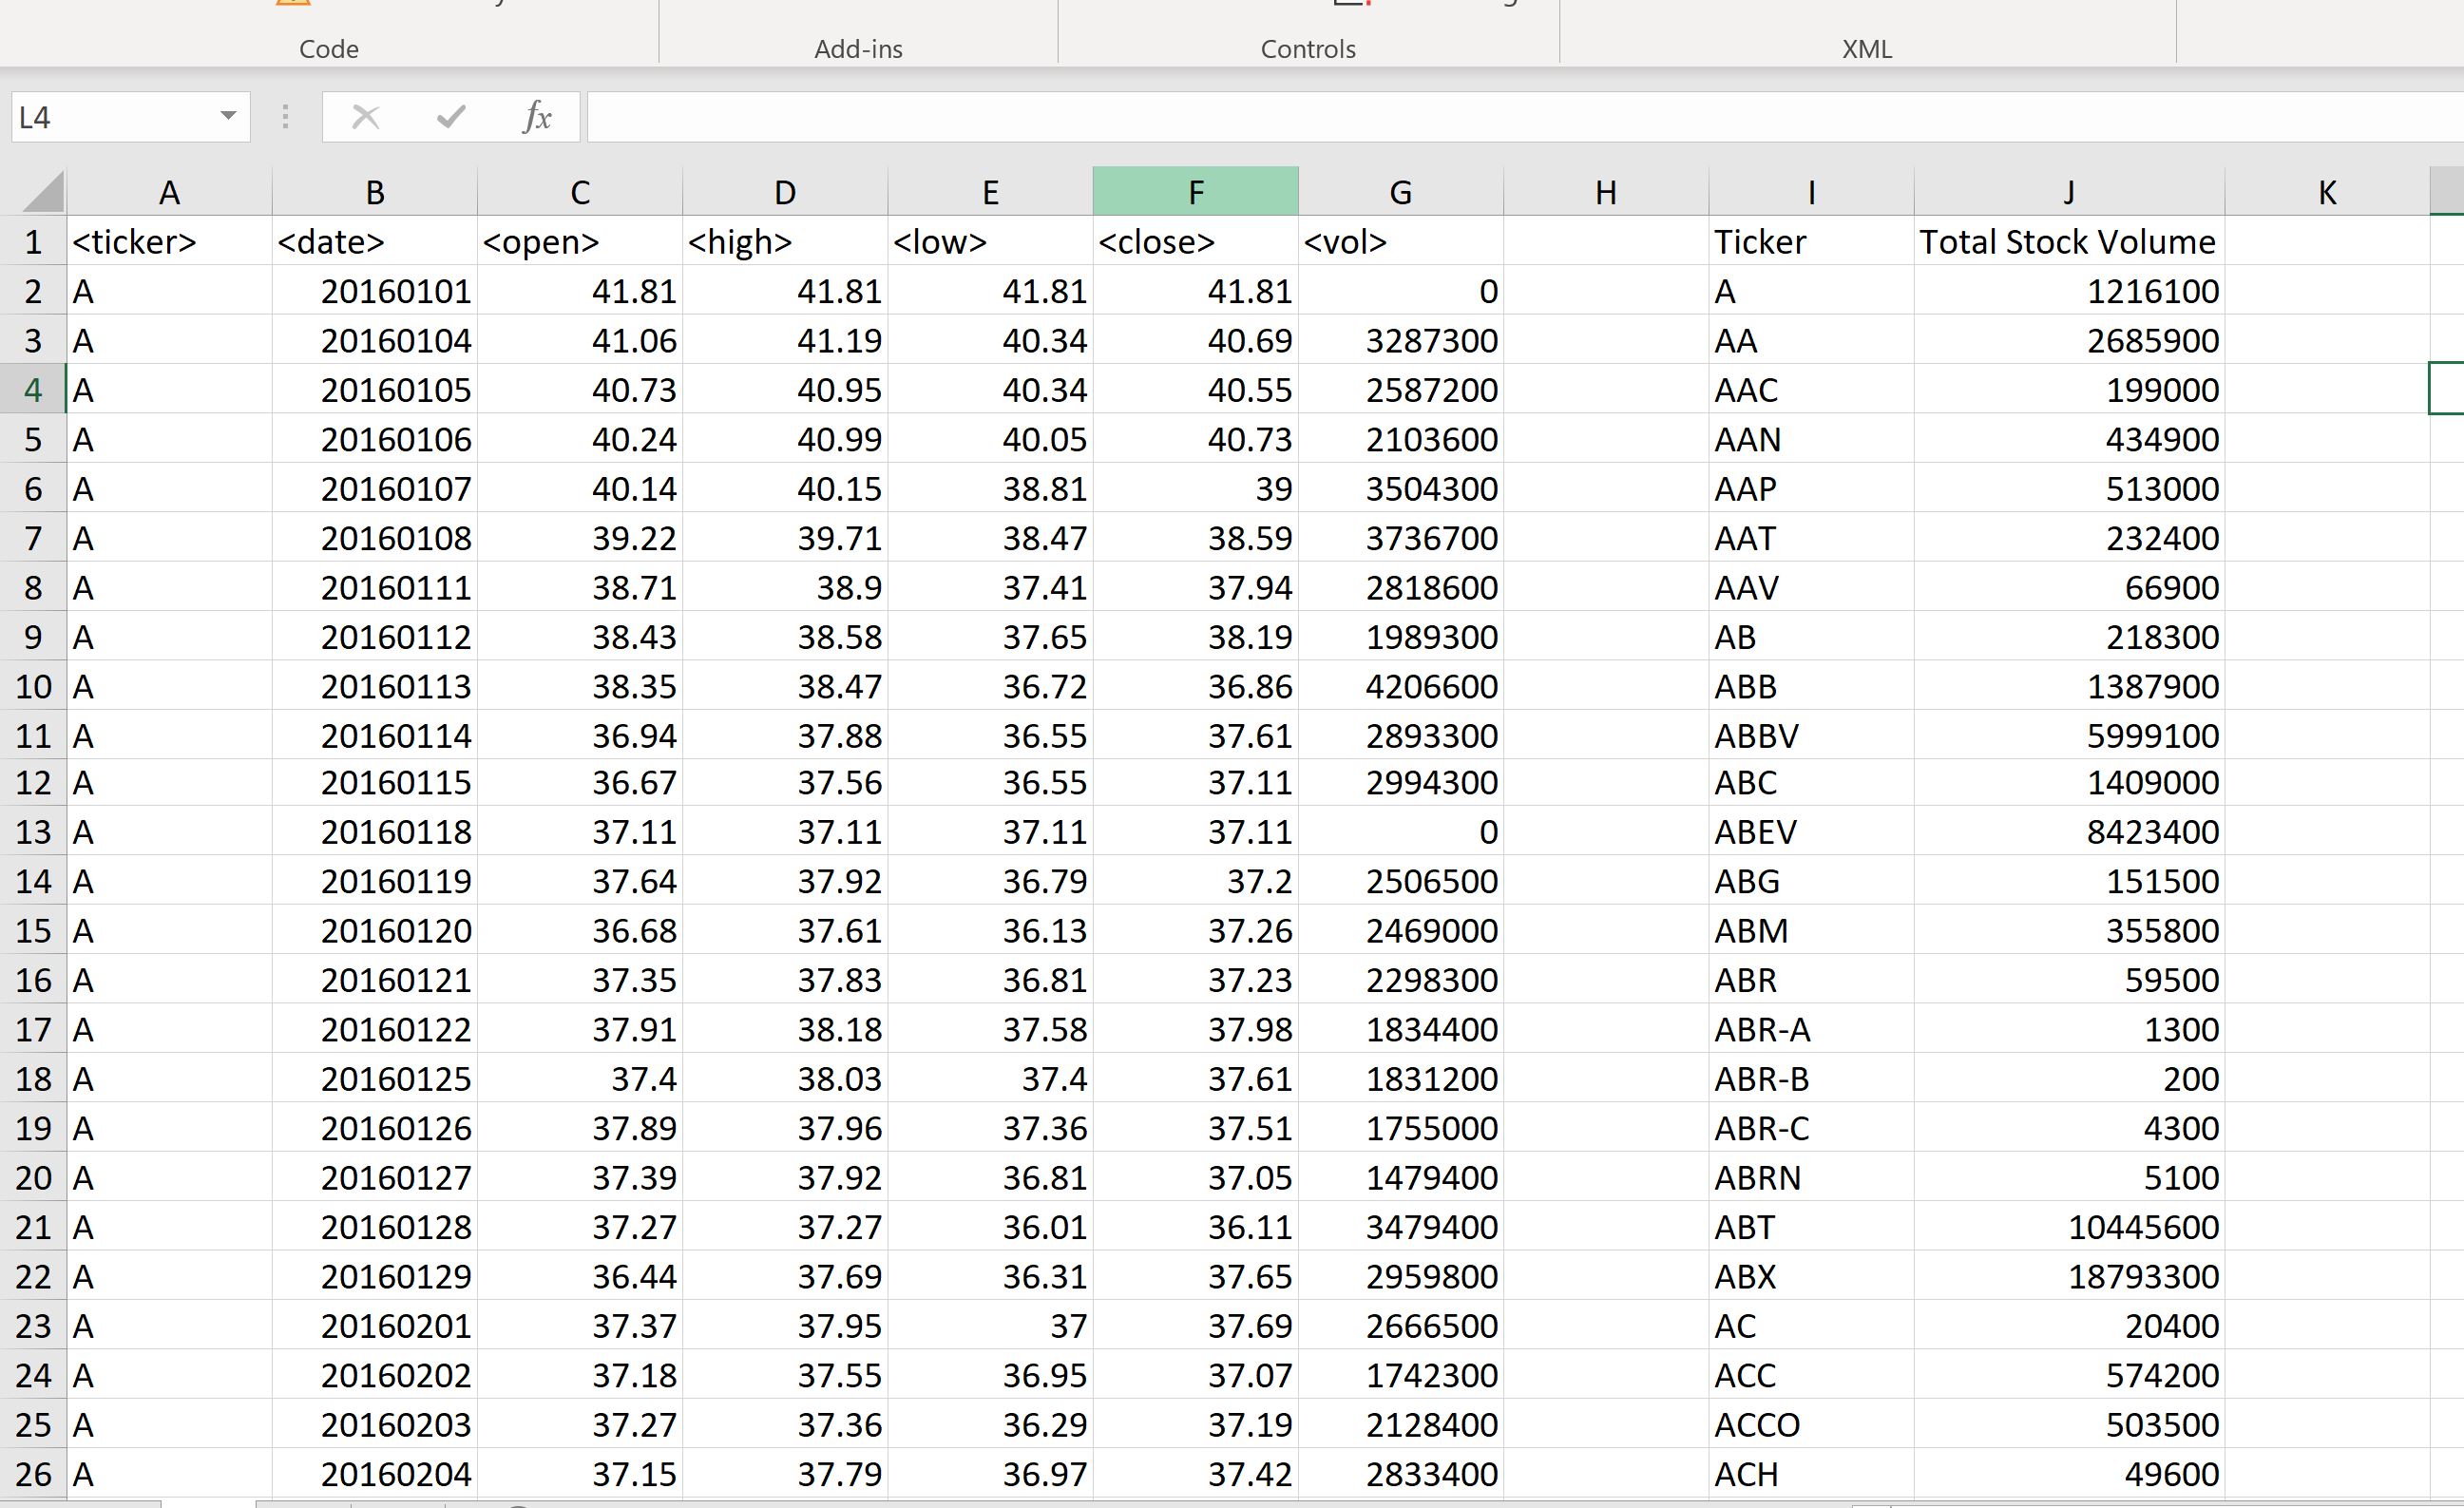 Code Add-ins Controls XML
L4 fx
A B C D E F G H I J K
1 <ticker> <date> <open> <high> <low> <close> <vol> Ticker Total Stock Volume
2 A 20160101 41.81 41.81 41.81 41.81 0 A 1216100
3 A 20160104 41.06 41.19 40.34 40.69 3287300 AA 2685900
4 A 20160105 40.73 40.95 40.34 40.55 2587200 AAC 199000
5 A 20160106 40.24 40.99 40.05 40.73 2103600 AAN 434900
6 A 20160107 40.14 40.15 38.81 39 3504300 AAP 513000
7 A 20160108 39.22 39.71 38.47 38.59 3736700 AAT 232400
8 A 20160111 38.71 38.9 37.41 37.94 2818600 AAV 66900
9 A 20160112 38.43 38.58 37.65 38.19 1989300 AB 218300
10 A 20160113 38.35 38.47 36.72 36.86 4206600 ABB 1387900
11 A 20160114 36.94 37.88 36.55 37.61 2893300 ABBV 5999100
12 A 20160115 36.67 37.56 36.55 37.11 2994300 ABC 1409000
13 A 20160118 37.11 37.11 37.11 37.11 0 ABEV 8423400
14 A 20160119 37.64 37.92 36.79 37.2 2506500 ABG 151500
15 A 20160120 36.68 37.61 36.13 37.26 2469000 ABM 355800
16 A 20160121 37.35 37.83 36.81 37.23 2298300 ABR 59500
17 A 20160122 37.91 38.18 37.58 37.98 1834400 ABR-A 1300
18 A 20160125 37.4 38.03 37.4 37.61 1831200 ABR-B 200
19 A 20160126 37.89 37.96 37.36 37.51 1755000 ABR-C 4300
20 A 20160127 37.39 37.92 36.81 37.05 1479400 ABRN 5100
21 A 20160128 37.27 37.27 36.01 36.11 3479400 ABT 10445600
22 A 20160129 36.44 37.69 36.31 37.65 2959800 ABX 18793300
23 A 20160201 37.37 37.95 37 37.69 2666500 AC 20400
24 A 20160202 37.18 37.55 36.95 37.07 1742300 ACC 574200
25 A 20160203 37.27 37.36 36.29 37.19 2128400 ACCO 503500
26 A 20160204 37.15 37.79 36.97 37.42 2833400 ACH 49600